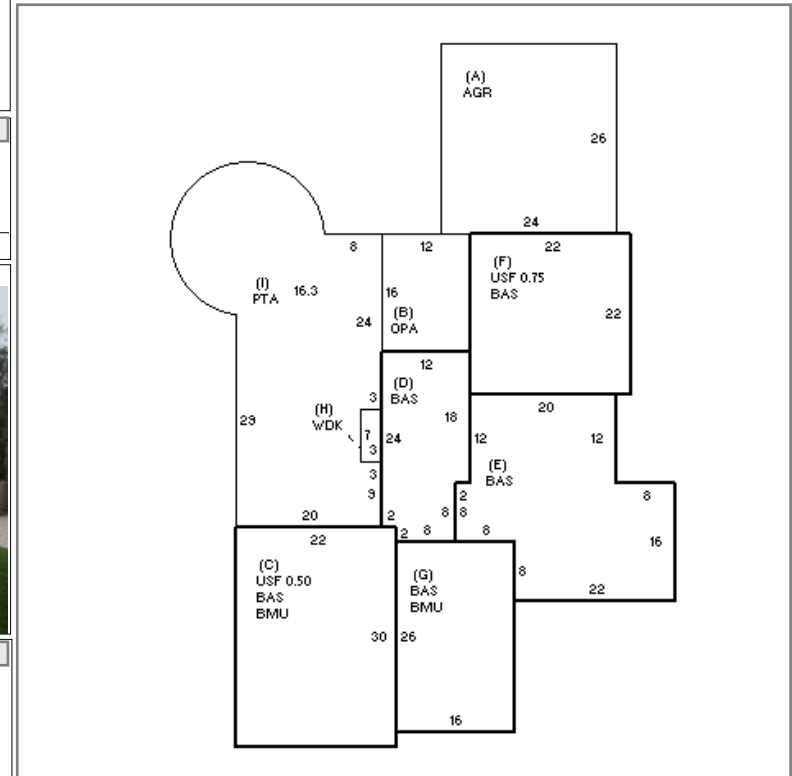 (A)
AGR
26
24
8
12
22
(F)
USF 0.75
BAS
(I)
PTA
16.3
16
(B)
OPA
24
22
12
(D)
BAS
3
(H)
WDK
7
3
18
20
29
24
12
12
(E)
BAS
3
9
2
8
8
8
16
20
2
2
8
8
22
(C)
USF 0.50
BAS
BMU
(G)
BAS
BMU
8
22
30
26
16